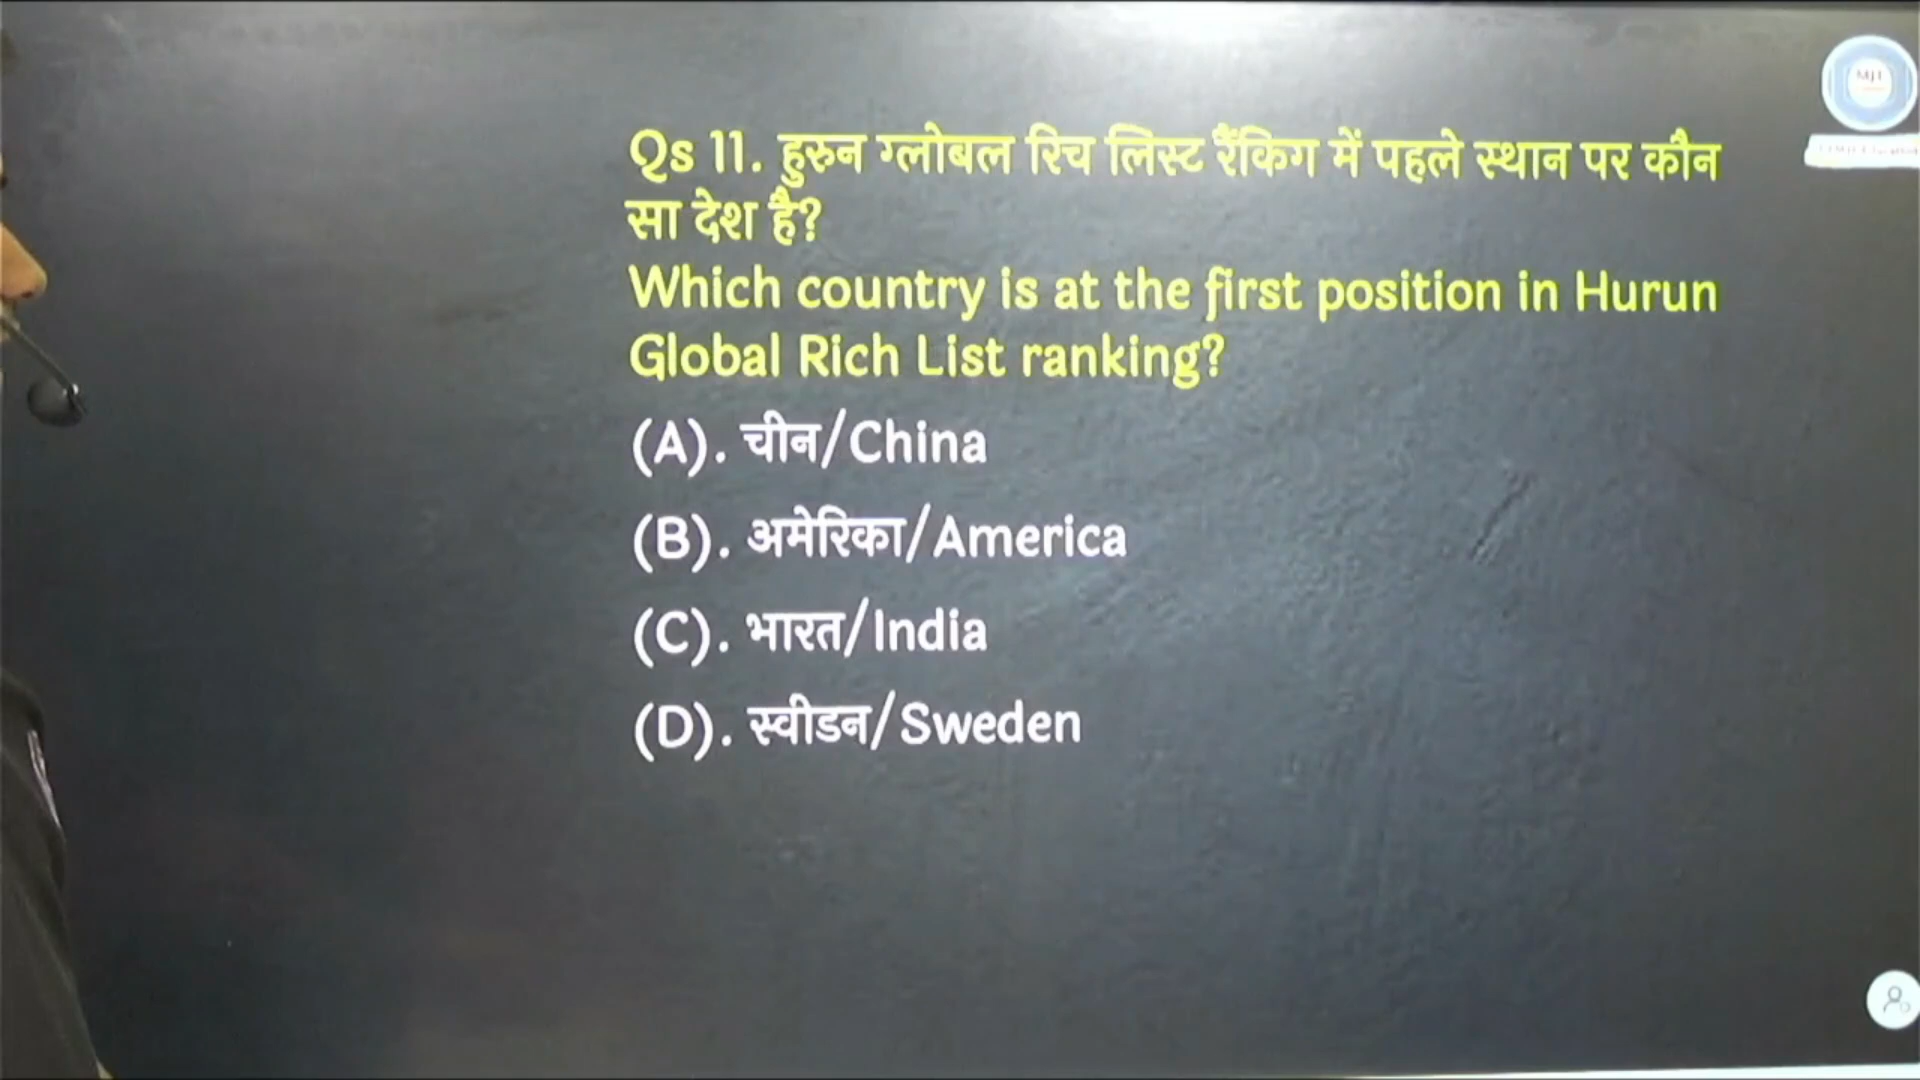 MJT
Qs 11. हुरुन ग्लोबल रिच लिस्ट रैंकिग में पहले स्थान पर कौन
सा देश है?
Which country is at the first position in Hurun
Global Rich List ranking?
(A). चीन/China
(B). अमेरिका/America
(C). भारत/India
(D). स्वीडन/Sweden